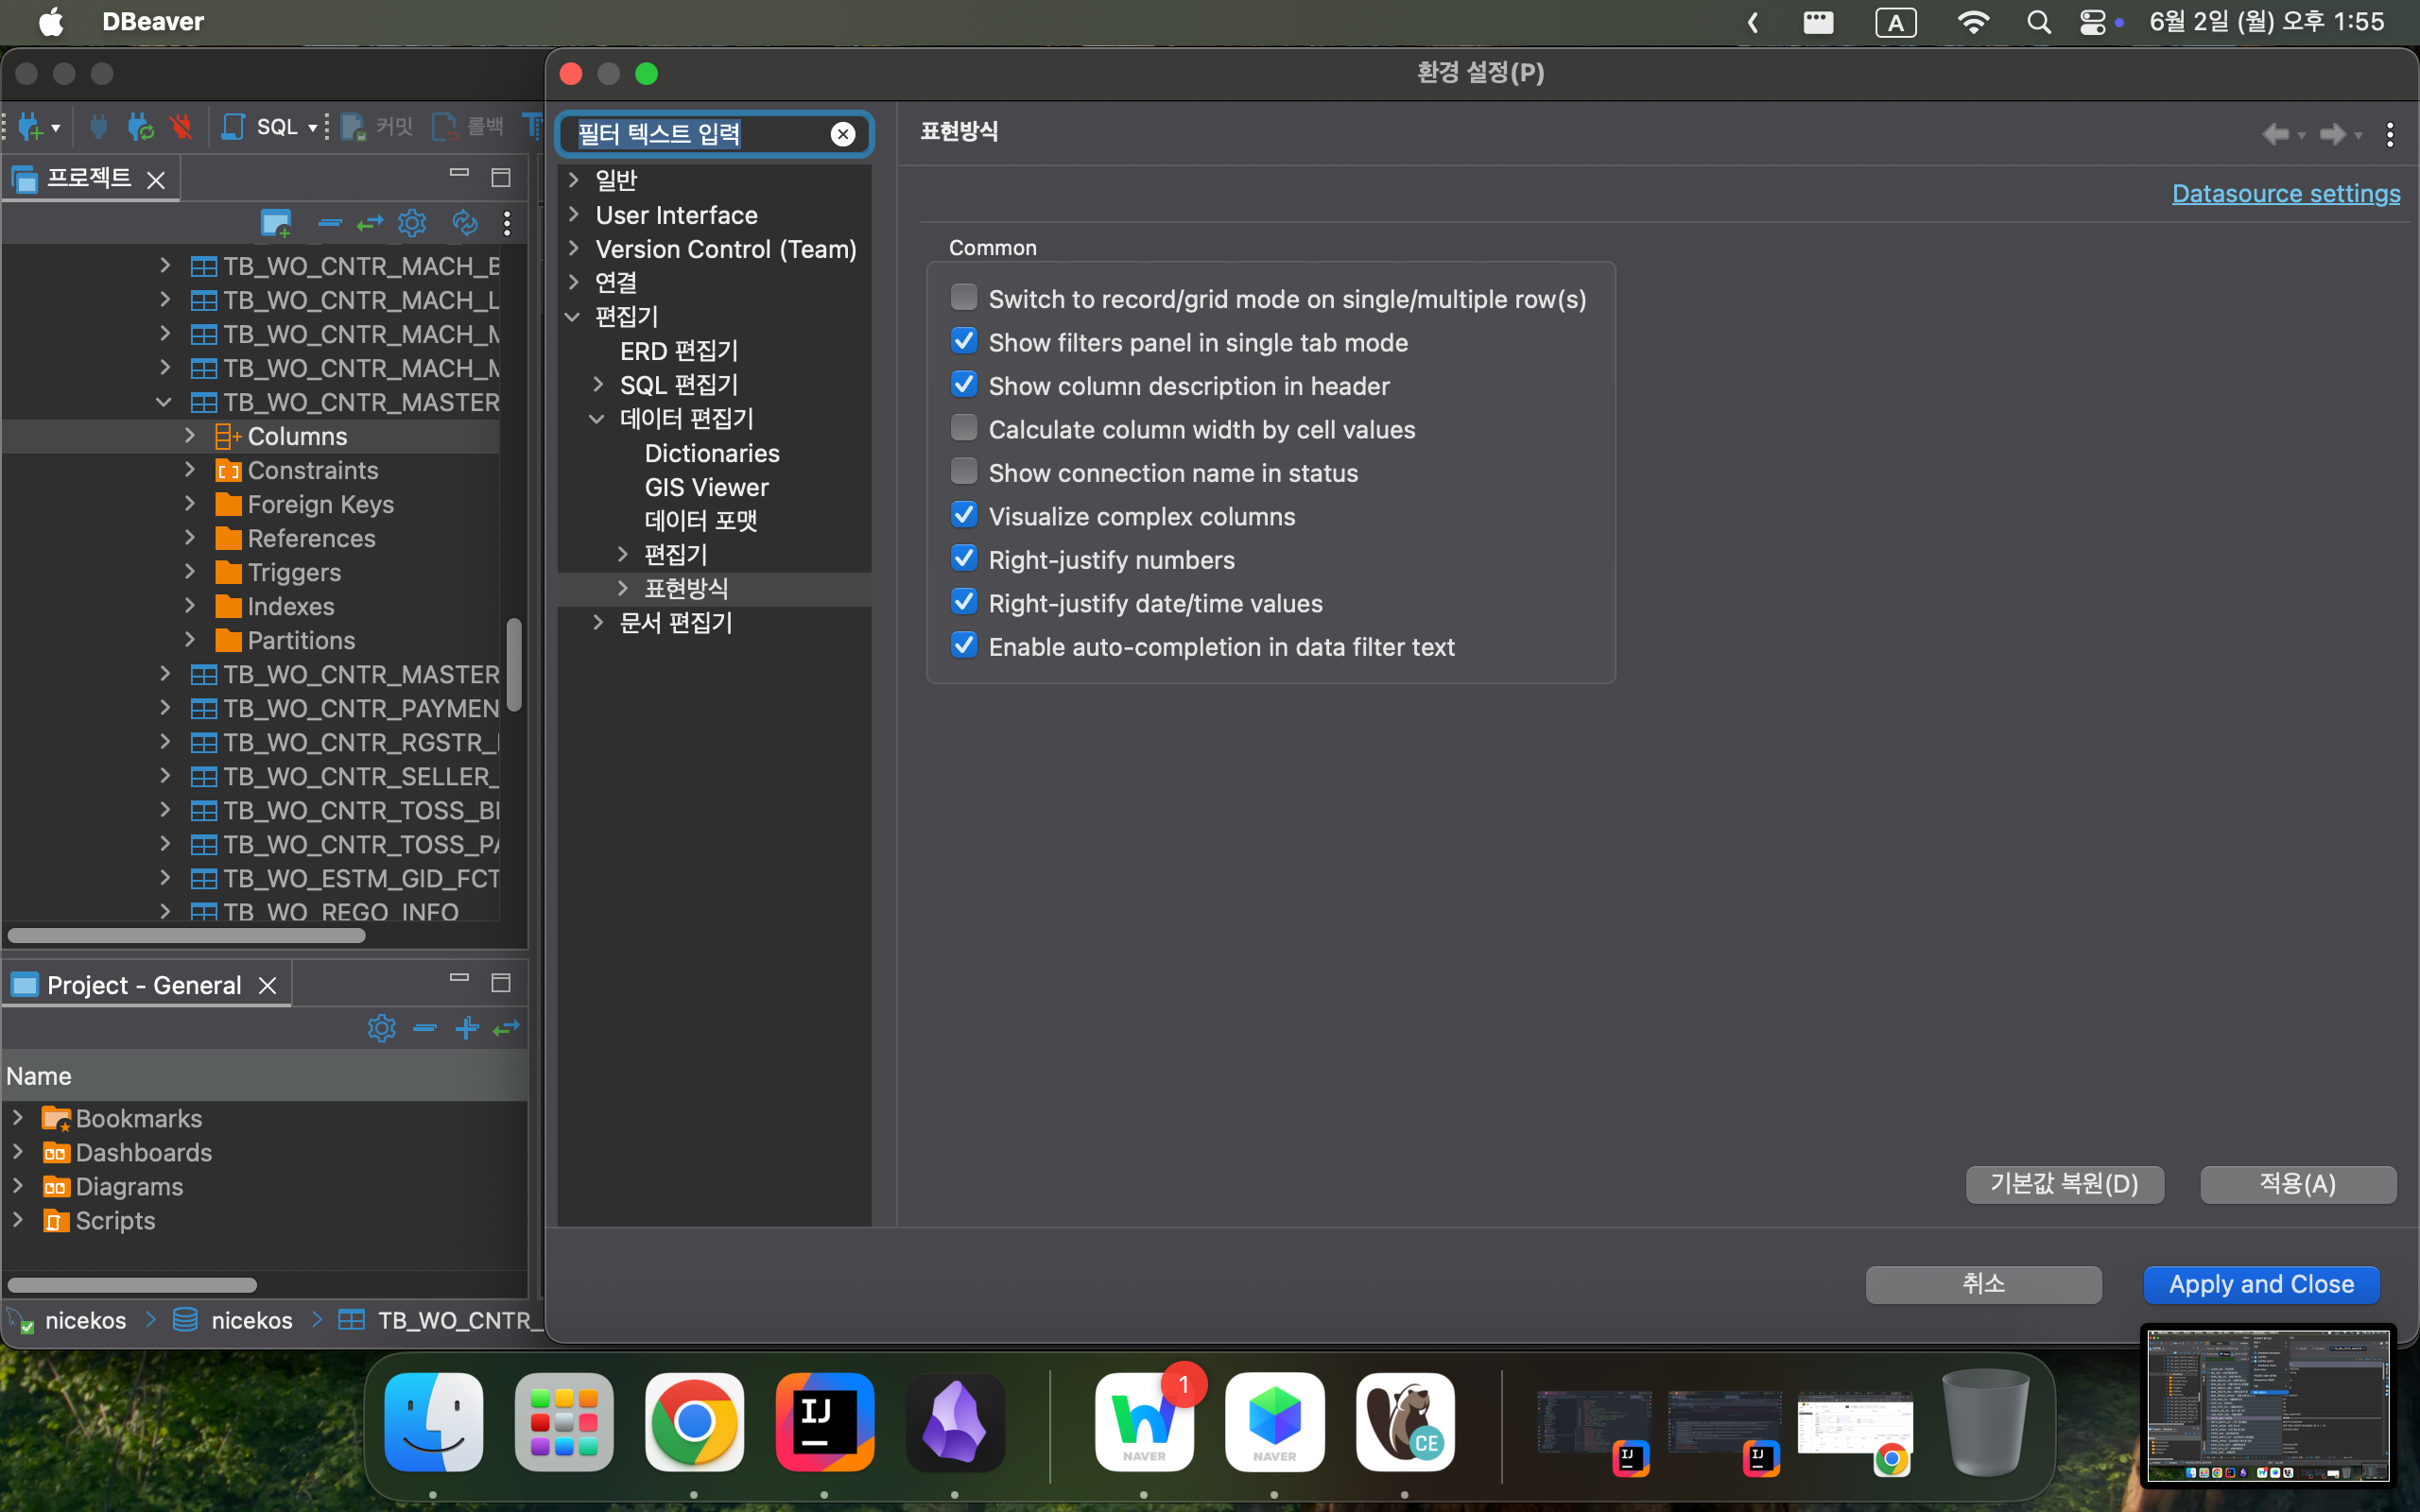 DBeaver
A
6월 2일 (월) 오후 1:55
환경 설정(P)
SQL
커밋
롤백
프로젝트
TB_WO_CNTR_MACH_B
TB_WO_CNTR_MACH_L
TB_WO_CNTR_MACH_M
TB_WO_CNTR_MACH_M
TB_WO_CNTR_MASTER
Columns
Constraints
Foreign Keys
References
Triggers
Indexes
Partitions
TB_WO_CNTR_MASTER
TB_WO_CNTR_PAYMEN
TB_WO_CNTR_RGSTR_
TB_WO_CNTR_SELLER_
TB_WO_CNTR_TOSS_BI
TB_WO_CNTR_TOSS_PA
TB_WO_ESTM_GID_FCT
TB_WO_REGO_INFO
Project - General
Name
Bookmarks
Dashboards
Diagrams
Scripts
nicekos
nicekos
TB_WO_CNTR_
필터 텍스트 입력
일반
User Interface
Version Control (Team)
연결
편집기
ERD 편집기
SQL 편집기
데이터 편집기
Dictionaries
GIS Viewer
데이터 포맷
편집기
표현방식
문서 편집기
표현방식
Datasource settings
Common
Switch to record/grid mode on single/multiple row(s)
Show filters panel in single tab mode
Show column description in header
Calculate column width by cell values
Show connection name in status
Visualize complex columns
Right-justify numbers
Right-justify date/time values
Enable auto-completion in data filter text
기본값 복원(D)
적용(A)
취소
Apply and Close
IJ
1
NAVER
NAVER
CE
IJ
IJ